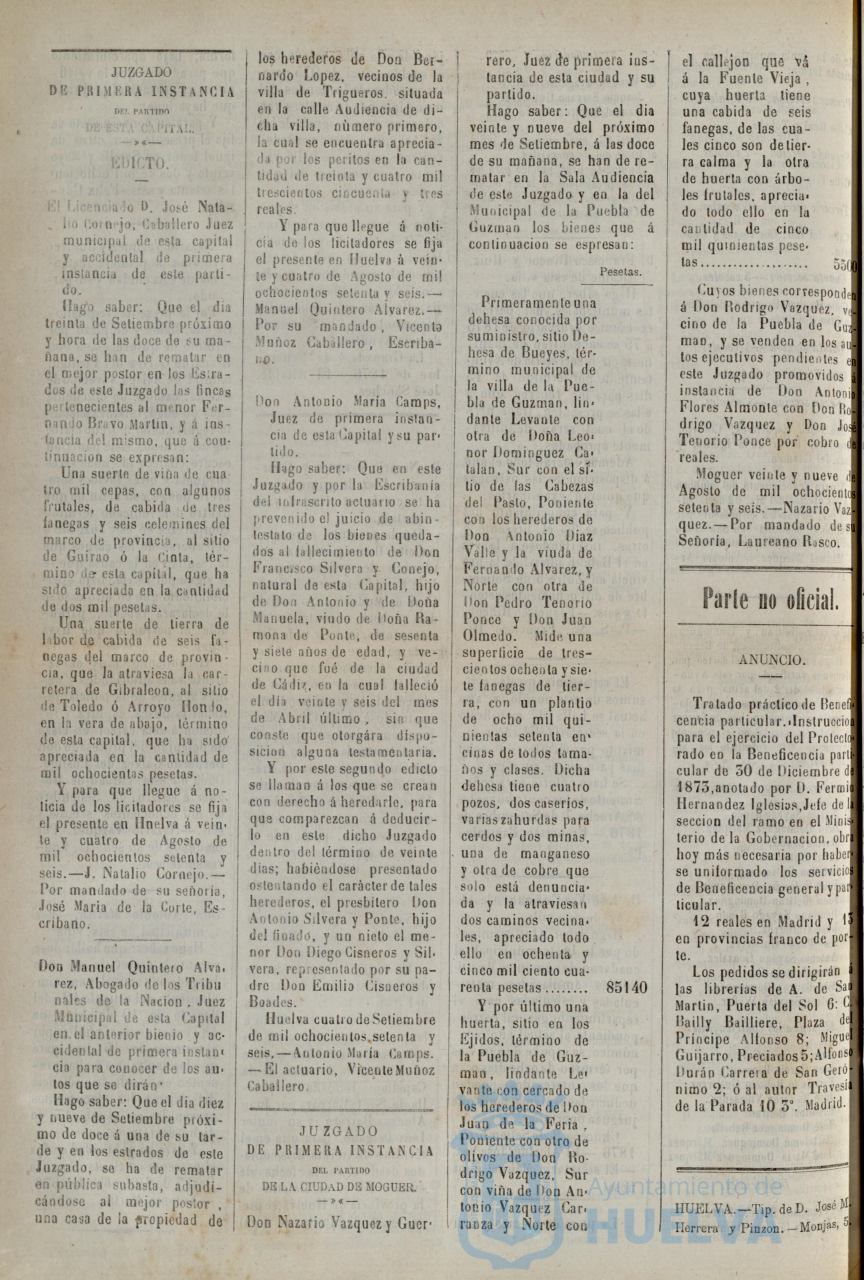 JUZGADO
DE PRIMERA INSTANCIA
DEL PARTIDO
DE ESTA CAPITAL.
—»«—
EDICTO.
El Licenciado D. José Nata-
lio Cornejo, Caballero Juez
municipal de esta capital
y accidental de primera
instancia de este parti-
do.
Hago saber: Que el dia
treinta de Setiembre próximo
y hora de las doce de su ma-
ñana, se han de rematar en
el mejor postor en los Estra-
dos de este Juzgado las fincas
pertenecientes al menor Fer-
nando Bravo Martin, y á ins-
tancia del mismo, que á con-
tinuacion se expresan:
Una suerte de viña de cua
tro mil cepas, con algunos
frutales, de cabida de tres
fanegas y seis celemines del
marco de provincia, al sitio
de Guirao ó la Cinta, tér-
mino de esta capital, que ha
sido apreciada en la cantidad
de dos mil pesetas.
Una suerte de tierra de
labor de cabida de seis fa-
negas del marco de provin-
cia, que la atraviesa la car-
retera de Gibraleon, al sitio
de Toledo ó Arroyo Hondo,
en la vera de abajo, término
de esta capital, que ha sido
apreciada en la cantidad de
mil ochocientas pesetas.
Y para que llegue á no-
ticia de los licitadores se fija
el presente en Huelva á vein-
te y cuatro de Agosto de
mil ochocientos setenta y
seis.—J. Natalio Cornejo.—
Por mandado de su señoria,
José Maria de la Corte, Es-
cribano.
Don Manuel Quintero Alva-
rez, Abogado de los Tribu
nales de la Nacion, Juez
Municipal de esta Capital
en el anterior bienio y ac-
cidental de primera instan-
cia para conocer de los au-
tos que se dirán·
Hago saber: Que el dia diez
y nueve de Setiembre próxi-
mo de doce á una de su tar-
de y en los estrados de este
Juzgado, se ha de rematar
en pública subasta, adjudi-
cándose al mejor postor,
una casa de la propiedad de
los herederos de Don Ber-
nardo Lopez, vecinos de la
villa de Trigueros, situada
en la calle Audiencia de di-
cha villa, número primero,
la cual se encuentra aprecia-
da por los peritos en la can-
tidad de treinta y cuatro mil
trescientos cincuenta y tres
reales.
Y para que llegue á noti-
cia de los licitadores se fija
el presente en Huelva á vein-
te y cuatro de Agosto de mil
ochocientos setenta y seis.—
Manuel Quintero Alvarez.—
Por su mandado, Vicente
Muñoz Caballero, Escriba-
no.
Don Antonio María Camps,
Juez de primera instan-
cia de esta Capital y su par-
tido.
Hago saber: Que en este
Juzgado y por la Escribania
del infrascrito actuario se ha
prevenido el juicio de abin-
testato de los bienes queda-
dos al fallecimiento de Don
Francisco Silvera y Conejo,
natural de esta Capital, hijo
de Don Antonio y de Doña
Manuela, viudo de Doña Ra-
mona de Ponte, de sesenta
y siete años de edad, y ve-
cino que fué de la ciudad
de Cádiz, en la cual falleció
el dia veinte y seis del mes
de Abril último, sin que
conste que otorgára dispo-
sicion alguna testamentaria.
Y por este segundo edicto
se llaman á los que se crean
con derecho á heredarle, para
que comparezcan á deducir-
lo en este dicho Juzgado
dentro del término de veinte
dias; habiéndose presentado
ostentando el carácter de tales
herederos, el presbitero Don
Antonio Silvera y Ponte, hijo
del finado, y un nieto el me-
nor Don Diego Cisneros y Sil-
vera, representado por su pa-
dre Don Emilio Cisneros y
Boades.
Huelva cuatro de Setiembre
de mil ochocientos setenta y
seis.—Antonio Maria Camps.
—El actuario, Vicente Muñoz
Caballero.
JUZGADO
DE PRIMERA INSTANCIA
DEL PARTIDO
DE LA CIUDAD DE MOGUER.
—»«—
Don Nazario Vazquez y Guer-
rero, Juez de primera ins-
tancia de esta ciudad y su
partido.
Hago saber: Que el dia
veinte y nueve del próximo
mes de Setiembre, á las doce
de su mañana, se han de re-
matar en la Sala Audiencia
de este Juzgado y en la del
Municipal de la Puebla de
Guzman los bienes que á
continuacion se espresan:
Pesetas.
Primeramente una
dehesa conocida por
suministro, sitio De-
hesa de Bueyes, tér-
mino municipal de
la villa de la Pue-
bla de Guzman, lin-
dante Levante con
otra de Doña Leo-
nor Dominguez Ca-
talan, Sur con el sí-
tio de las Cabezas
del Pasto, Poniente
con los herederos de
Don Antonio Diaz
Valle y la viuda de
Fernando Alvarez, y
Norte con otra de
Don Pedro Tenorio
Ponce y Don Juan
Olmedo. Mide una
superficie de tres-
cientos ochenta y sie-
te fanegas de tier-
ra, con un plantio
de ocho mil qui-
nientas setenta en-
cinas de todos tama-
ños y clases. Dicha
dehesa tiene cuatro
pozos, dos caserios,
varias zahurdas para
cerdos y dos minas,
una de manganeso
y otra de cobre que
solo está denuncia-
da y la atraviesan
dos caminos vecina-
les, apreciado todo
ello en ochenta y
cinco mil ciento cua-
renta pesetas........ 85140
Y por último una
huerta, sitio en los
Ejidos, término de
la Puebla de Guz-
man, lindante Le-
vante con cercado de
los herederos de Don
Juan de la Feria,
Poniente con otro de
olivos de Don Ro-
drigo Vazquez, Sur
con viña de Don An-
tonio Vazquez Car-
ranza y Norte con
el callejon que vá
á la Fuente Vieja,
cuya huerta tiene
una cabida de seis
fanegas, de las cua-
les cinco son de tier-
ra calma y la otra
de huerta con árbo-
les frutales, aprecia-
do todo ello en la
cantidad de cinco
mil quinientas pese-
tas................... 5500
Cuyos bienes corresponden
á Don Rodrigo Vazquez, ve-
cino de la Puebla de Guz-
man, y se venden en los au-
tos ejecutivos pendientes en
este Juzgado promovidos á
instancia de Don Antonio
Flores Almonte con Don Ro-
drigo Vazquez y Don José
Tenorio Ponce por cobro de
reales.
Moguer veinte y nueve de
Agosto de mil ochocientos
setenta y seis.—Nazario Vaz-
quez.—Por mandado de su
Señoria, Laureano Rasco.
Parte no oficial.
ANUNCIO.
Tratado práctico de Benefi-
cencia particular. Instruccion
para el ejercicio del Protecto-
rado en la Beneficencia parti-
cular de 30 de Diciembre de
1873, anotado por D. Fermin
Hernandez Iglesias, Jefe de la
seccion del ramo en el Minis-
terio de la Gobernacion, obra
hoy más necesaria por haber-
se uniformado los servicios
de Beneficencia general y par-
ticular.
12 reales en Madrid y 13
en provincias franco de por-
te.
Los pedidos se dirigirán á
las librerias de A. de San
Martin, Puerta del Sol 6: C.
Bailly Bailliere, Plaza del
Príncipe Alfonso 8; Miguel
Guijarro, Preciados 5; Alfonso
Durán Carrera de San Geró-
nimo 2; ó al autor Travesia
de la Parada 10 3º. Madrid.
HUELVA.—Tip. de D. José M.
Herrera y Pinzon.—Monjas, 5.
Ayuntamiento de
HUELVA